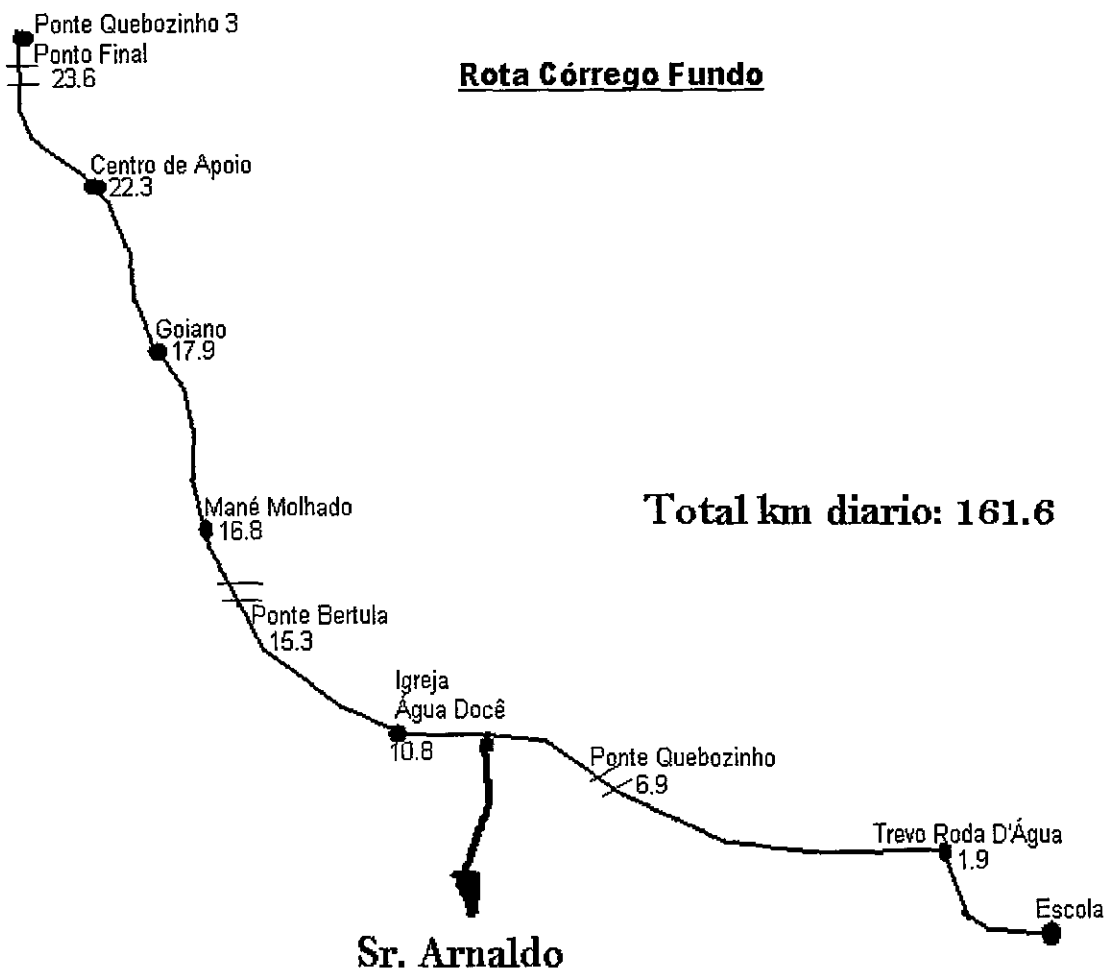 Ponte Quebozinho 3
Ponto Final
23.6
Rota Córrego Fundo
Centro de Apoio
22.3
Goiano
17.9
Mané Molhado
16.8
Total km diario: 161.6
Ponte Bertula
15.3
Igreja
Água Docê
10.8
Ponte Quebozinho
6.9
Trevo Roda D'Água
1.9
Escola
Sr. Arnaldo